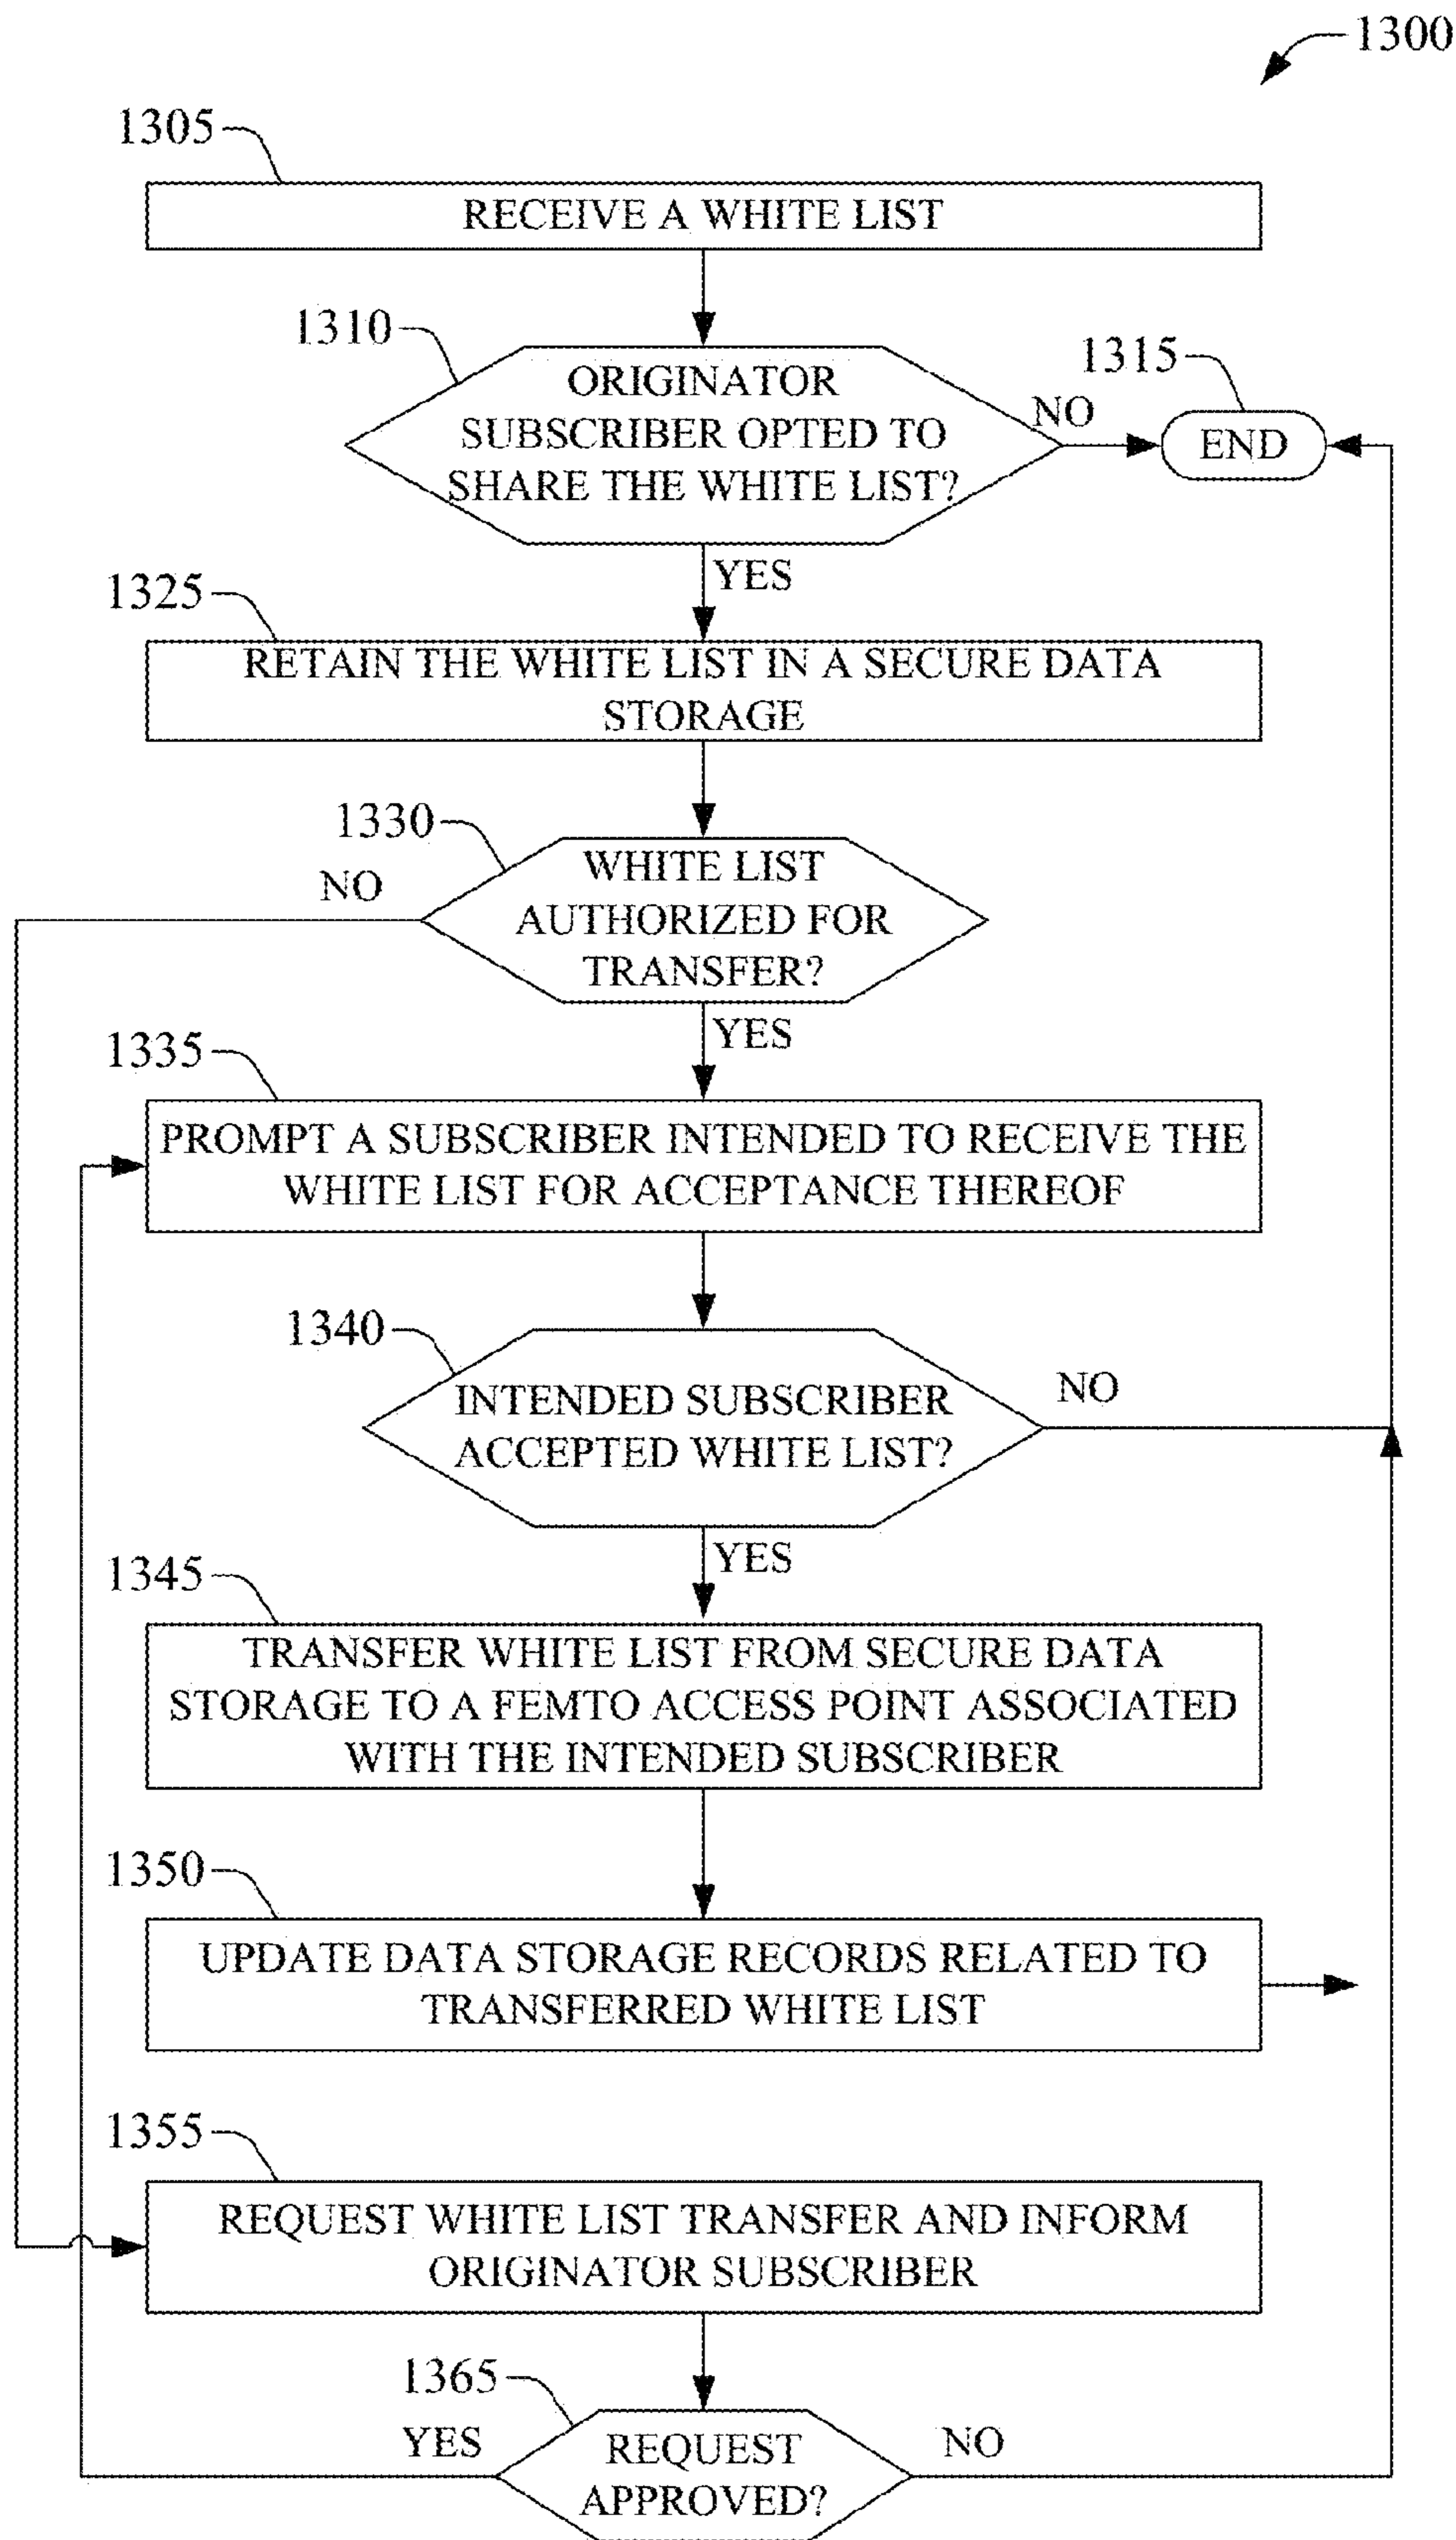 1300
1305
RECEIVE A WHITE LIST
1310
ORIGINATOR
SUBSCRIBER OPTED TO
SHARE THE WHITE LIST?
NO
1315
END
YES
1325
RETAIN THE WHITE LIST IN A SECURE DATA
STORAGE
1330
NO
WHITE LIST
AUTHORIZED FOR
TRANSFER?
YES
1335
PROMPT A SUBSCRIBER INTENDED TO RECEIVE THE
WHITE LIST FOR ACCEPTANCE THEREOF
1340
INTENDED SUBSCRIBER
ACCEPTED WHITE LIST?
NO
YES
1345
TRANSFER WHITE LIST FROM SECURE DATA
STORAGE TO A FEMTO ACCESS POINT ASSOCIATED
WITH THE INTENDED SUBSCRIBER
1350
UPDATE DATA STORAGE RECORDS RELATED TO
TRANSFERRED WHITE LIST
1355
REQUEST WHITE LIST TRANSFER AND INFORM
ORIGINATOR SUBSCRIBER
1365
YES
REQUEST
APPROVED?
NO